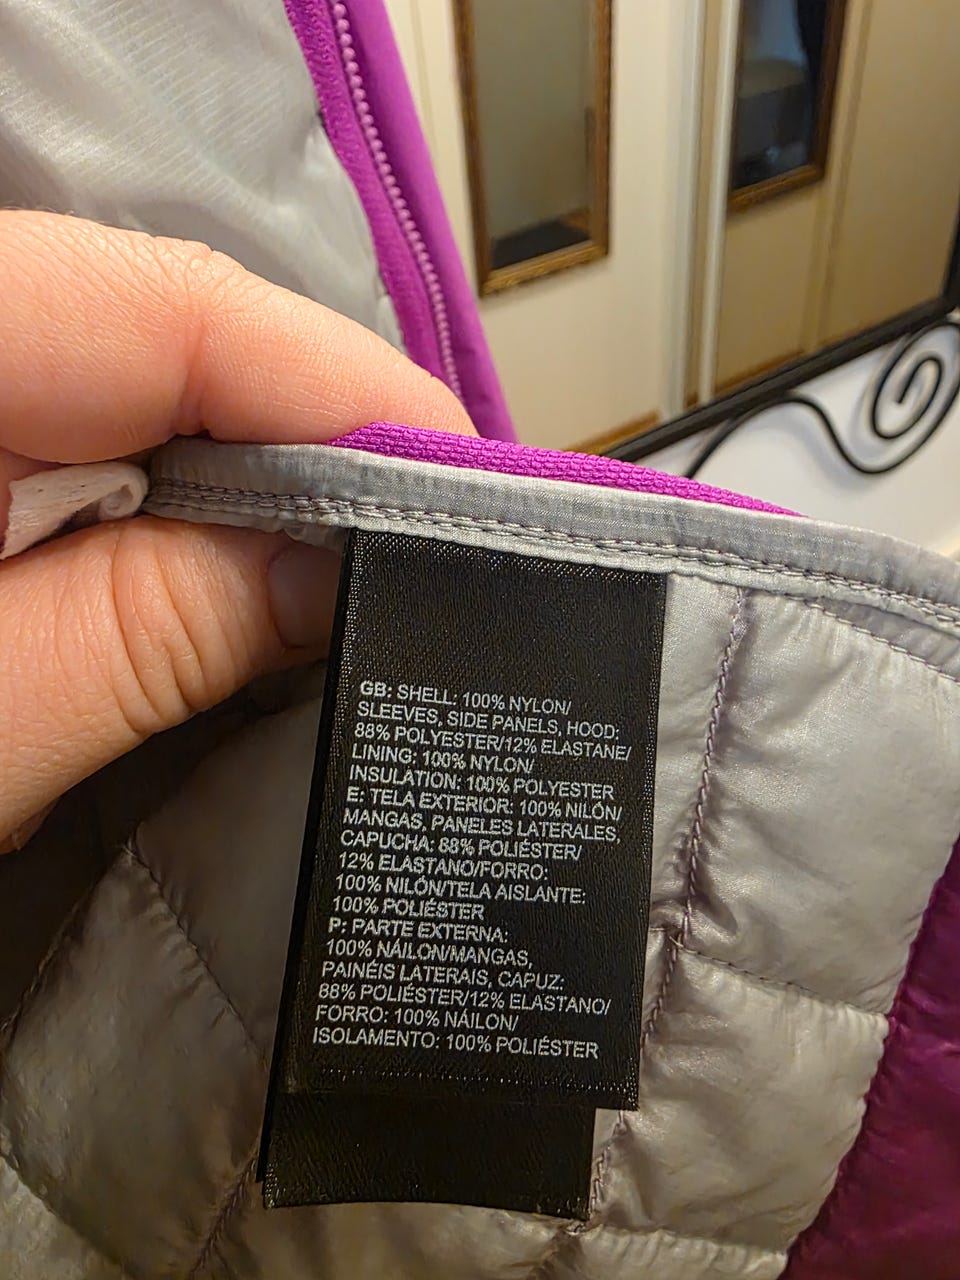 GB: SHELL: 100% NYLON/
SLEEVES, SIDE PANELS, HOOD:
88% POLYESTER/12% ELASTANE/
LINING: 100% NYLON/
INSULATION: 100% POLYESTER
E: TELA EXTERIOR: 100% NILÓN/
MANGAS, PANELES LATERALES,
CAPUCHA: 88% POLIÉSTER/
12% ELASTANO/FORRO:
100% NILÓN/TELA AISLANTE:
100% POLIÉSTER
P: PARTE EXTERNA:
100% NÁILON/MANGAS,
PAINÉIS LATERAIS, CAPUZ:
88% POLIÉSTER/12% ELASTANO/
FORRO: 100% NÁILON/
ISOLAMENTO: 100% POLIÉSTER